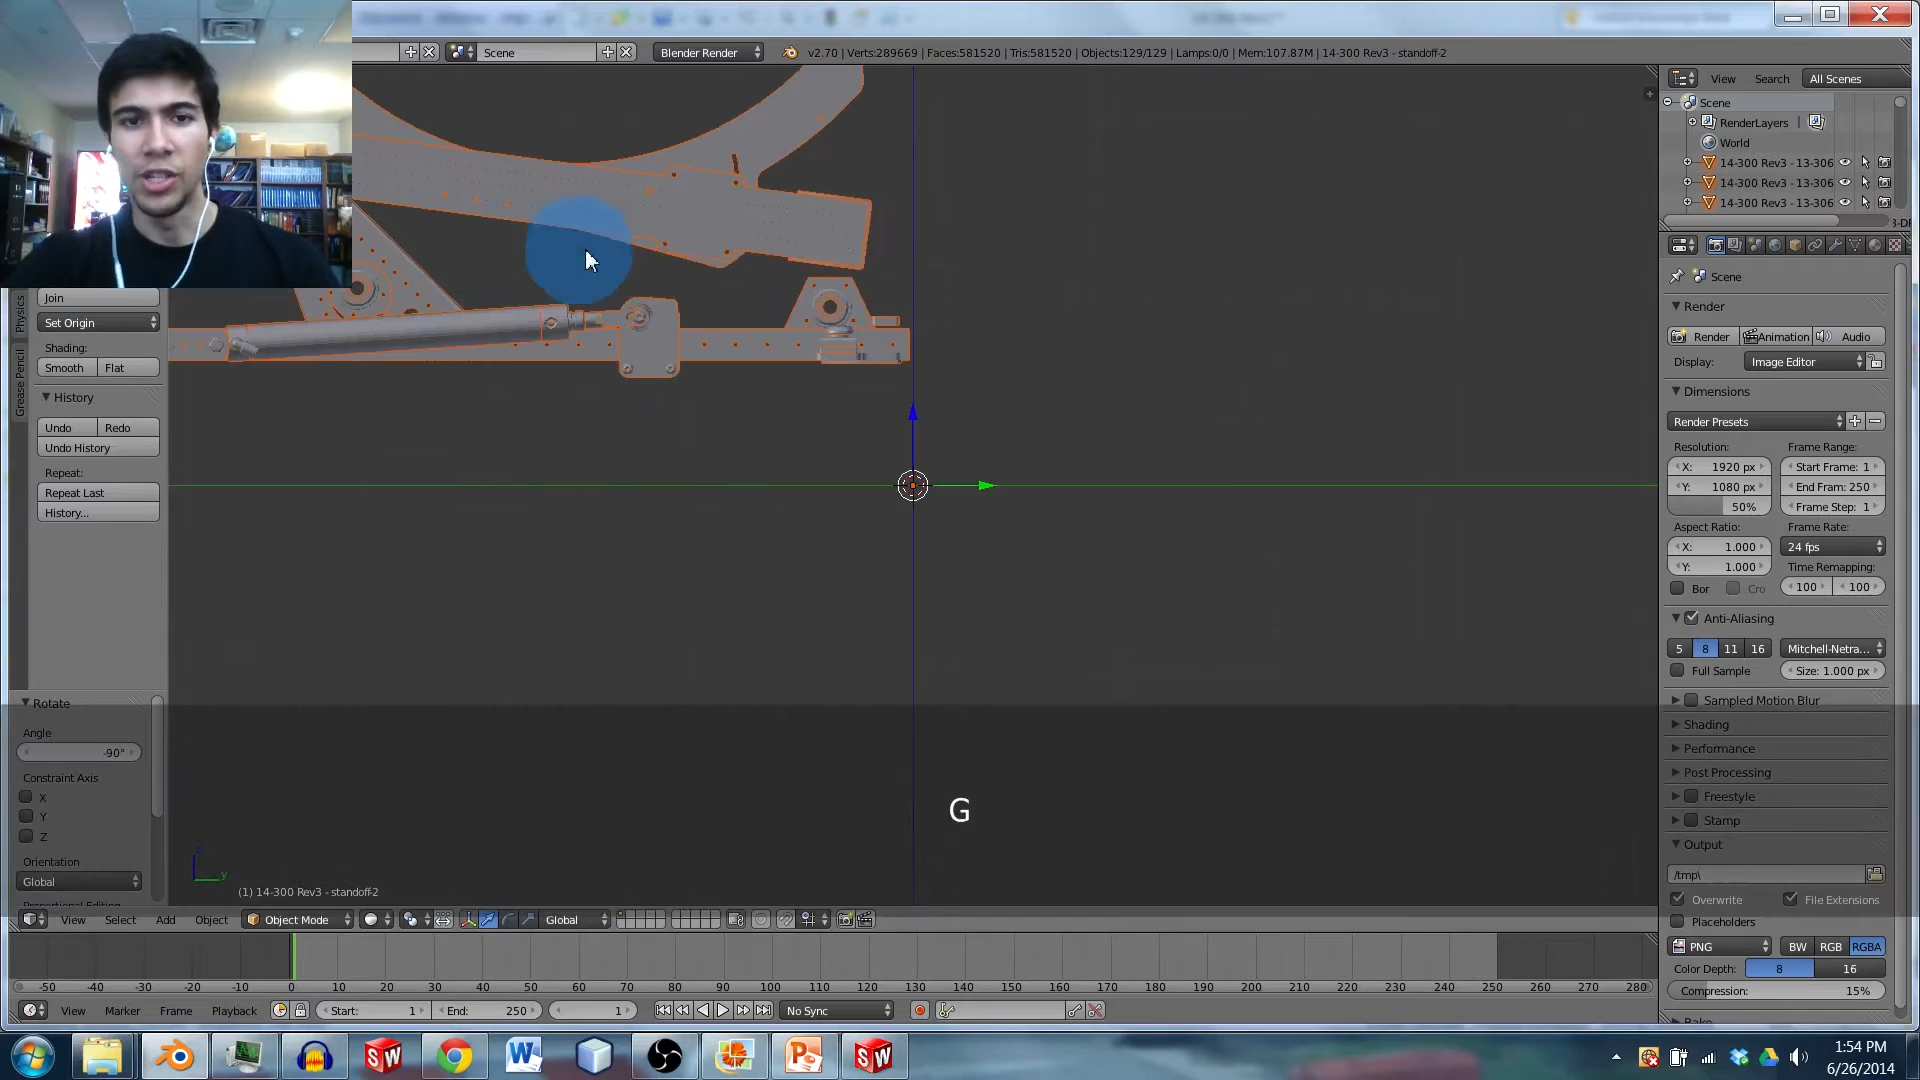 Scene
Blender Render
v2.70 | Verts:289669 | Faces:581520 | Tris:581520 | Objects:129/129 | Lamps:0/0 | Mem:107.87M | 14-300 Rev3 - standoff-2
View Search All Scenes
Scene
RenderLayers
World
14-300 Rev3 - 13-306
14-300 Rev3 - 13-306
14-300 Rev3 - 13-306
Scene
Render
Render Animation Audio
Display: Image Editor
Dimensions
Render Presets
Resolution: Frame Range:
X: 1920 px Start Frame: 1
Y: 1080 px End Fram: 250
50% Frame Step: 1
Aspect Ratio: Frame Rate:
X: 1.000 24 fps
Y: 1.000 Time Remapping:
Bor Cro 100 100
Anti-Aliasing
5 8 11 16 Mitchell-Netra...
Full Sample Size: 1.000 px
Sampled Motion Blur
Shading
Performance
Post Processing
Freestyle
Stamp
Output
/tmp\
Overwrite File Extensions
Placeholders
PNG BW RGB RGBA
Color Depth: 8 16
Compression: 15%
Physics
Grease Pencil
Join
Set Origin
Shading:
Smooth Flat
History
Undo Redo
Undo History
Repeat:
Repeat Last
History...
Rotate
Angle
-90°
Constraint Axis
X
Y
Z
Orientation
Global
G
z
y
(1) 14-300 Rev3 - standoff-2
View Select Add Object Object Mode Global
-50 -40 -30 -20 -10 0 10 20 30 40 50 60 70 80 90 100 110 120 130 140 150 160 170 180 190 200 210 220 230 240 250 260 270 280
View Marker Frame Playback Start: 1 End: 250 1 No Sync
SW W P SW
1:54 PM
6/26/2014